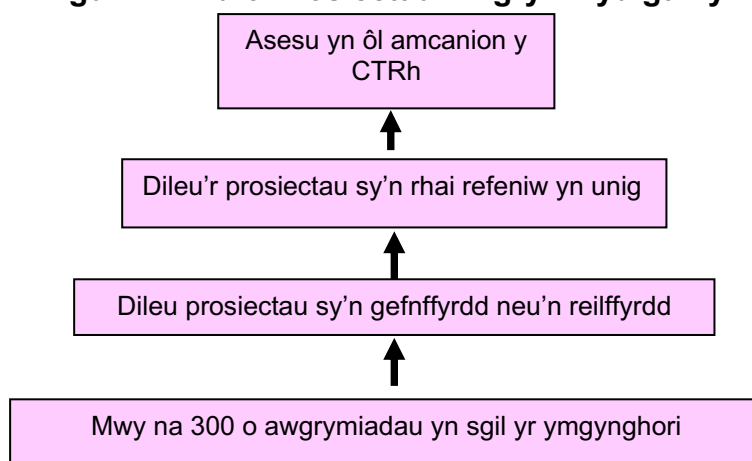 Asesu yn ôl amcanion y
CTRh
Dileu'r prosiectau sy'n rhai refeniw yn unig
Dileu prosiectau sy'n gefnffyrdd neu'n reilffyrdd
Mwy na 300 o awgrymiadau yn sgil yr ymgynghori